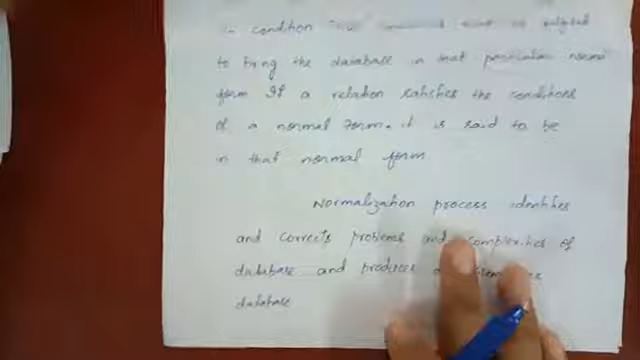 condition
to bring the database in that particular normal
form If a relation satisfies the conditions
of a normal form, it is said to be
in that normal form
Normalization process identifies
and corrects problems and complexities of
database and produces a
database